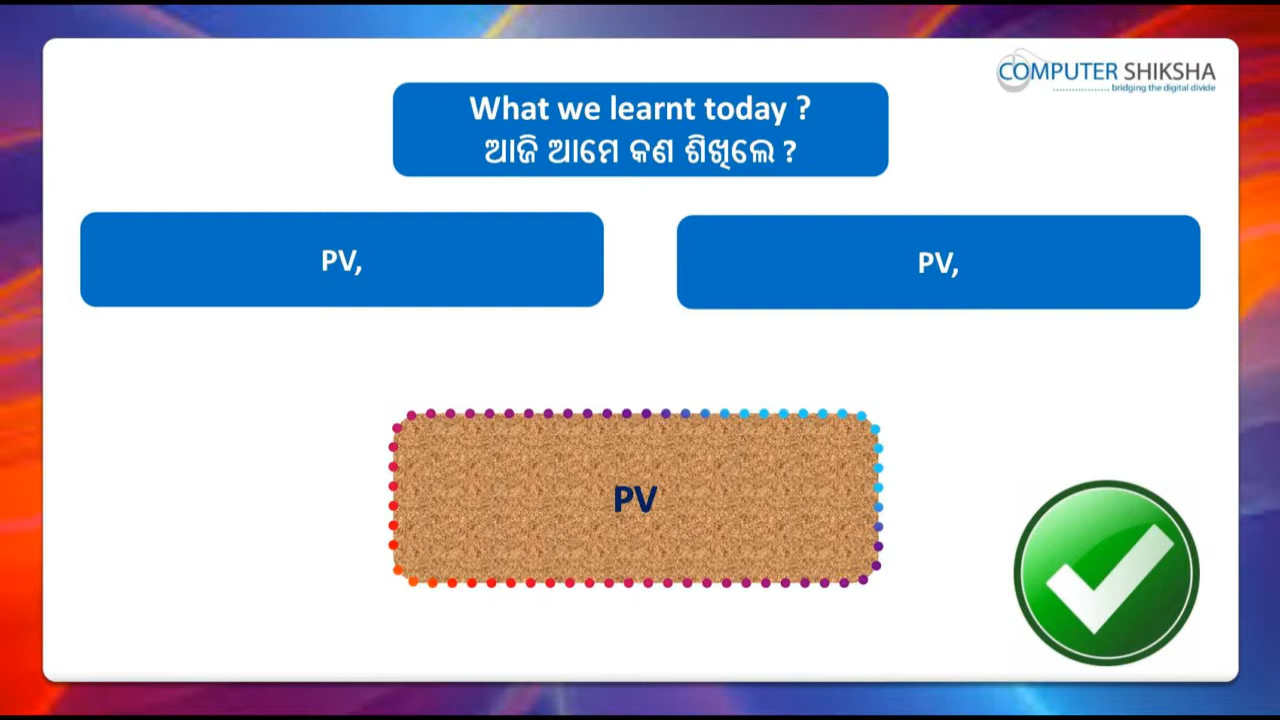 COMPUTER SHIKSHA
bridging the digital divide
What we learnt today ?
ଆଜି ଆମେ କଣ ଶିଖିଲେ ?
PV,
PV,
PV